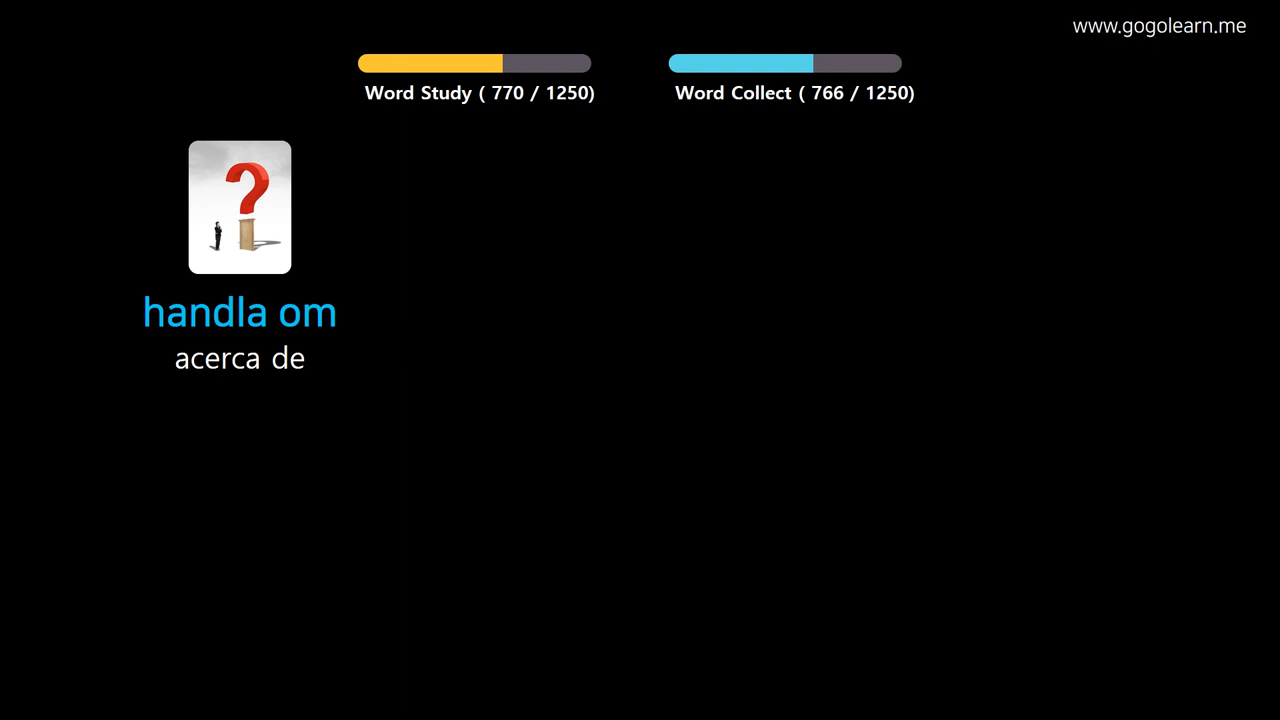 www.gogolearn.me
Word Study ( 770 / 1250)
Word Collect ( 766 / 1250)
handla om
acerca de